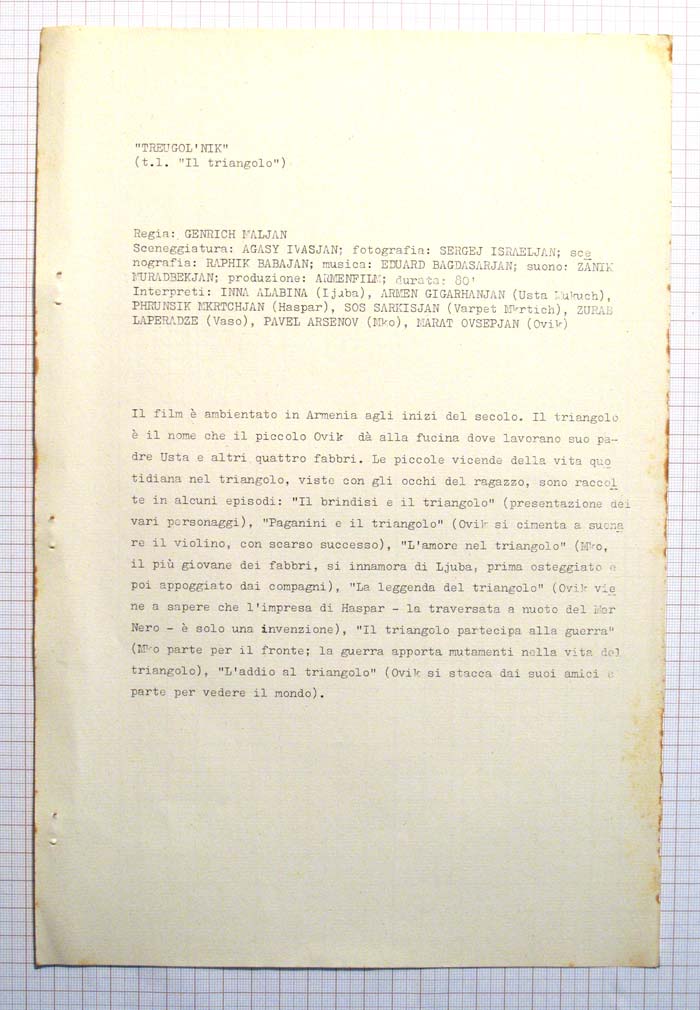 "TREUGOL'NIK"
(t.l. "Il triangolo")
Regia: GENRICH MALJAN
Sceneggiatura: AGASY IVASJAN; fotografia: SERGEJ ISRAELJAN; sce
nografia: RAPHIK BABAJAN; musica: EDUARD BAGDASARJAN; suono: ZANIK
MURADBEKJAN; produzione: ARMENFILM; durata: 80'
Interpreti: INNA ALABINA (Ljuba), ARMEN GIGARHANJAN (Usta Mukuch),
PHRUNSIK MKRTCHJAN (Haspar), SOS SARKISJAN (Varpet Mkrtich), ZURAB
LAPERADZE (Vaso), PAVEL ARSENOV (Mko), MARAT OVSEPJAN (Ovik)
Il film è ambientato in Armenia agli inizi del secolo. Il triangolo
è il nome che il piccolo Ovik dà alla fucina dove lavorano suo pa-
dre Usta e altri quattro fabbri. Le piccole vicende della vita quo
tidiana nel triangolo, viste con gli occhi del ragazzo, sono raccol
te in alcuni episodi: "Il brindisi e il triangolo" (presentazione dei
vari personaggi), "Paganini e il triangolo" (Ovik si cimenta a suona
re il violino, con scarso successo), "L'amore nel triangolo" (Mko,
il più giovane dei fabbri, si innamora di Ljuba, prima osteggiato e
poi appoggiato dai compagni), "La leggenda del triangolo" (Ovik vie
ne a sapere che l'impresa di Haspar - la traversata a nuoto del Mar
Nero - è solo una invenzione), "Il triangolo partecipa alla guerra"
(Mko parte per il fronte; la guerra apporta mutamenti nella vita del
triangolo), "L'addio al triangolo" (Ovik si stacca dai suoi amici e
parte per vedere il mondo).